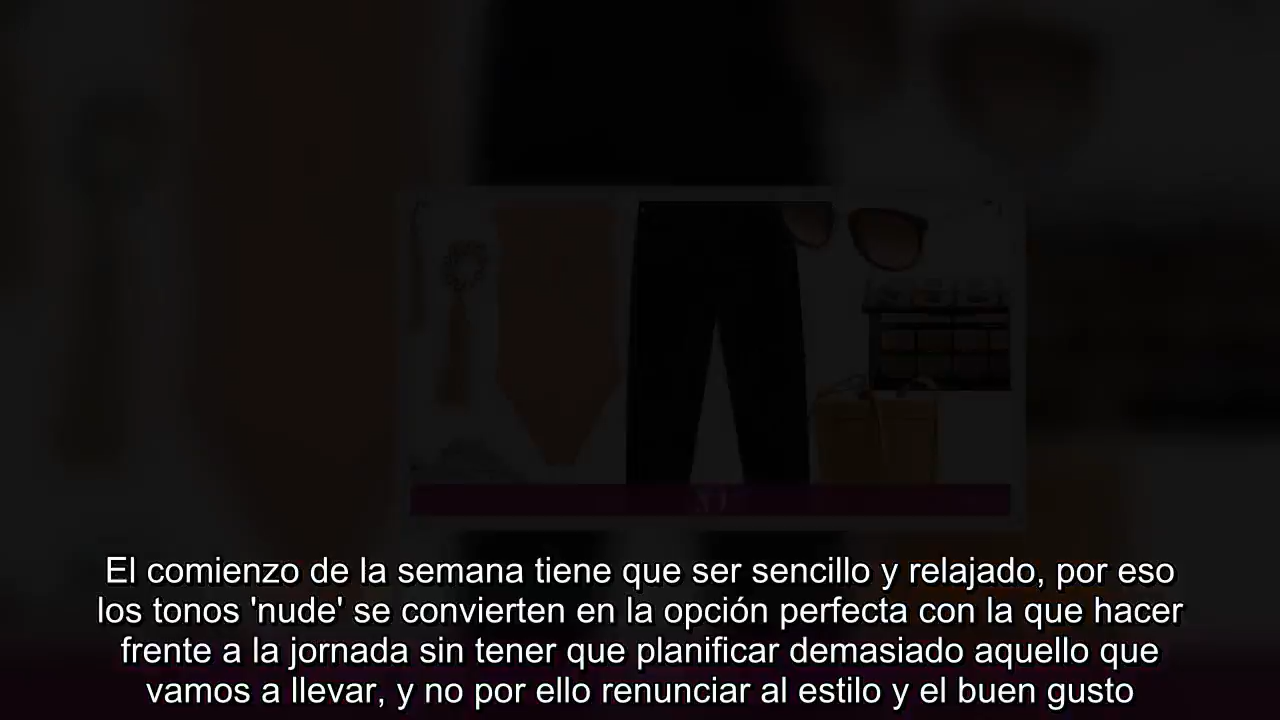 El comienzo de la semana tiene que ser sencillo y relajado, por eso
los tonos 'nude' se convierten en la opción perfecta con la que hacer
frente a la jornada sin tener que planificar demasiado aquello que
vamos a llevar, y no por ello renunciar al estilo y el buen gusto